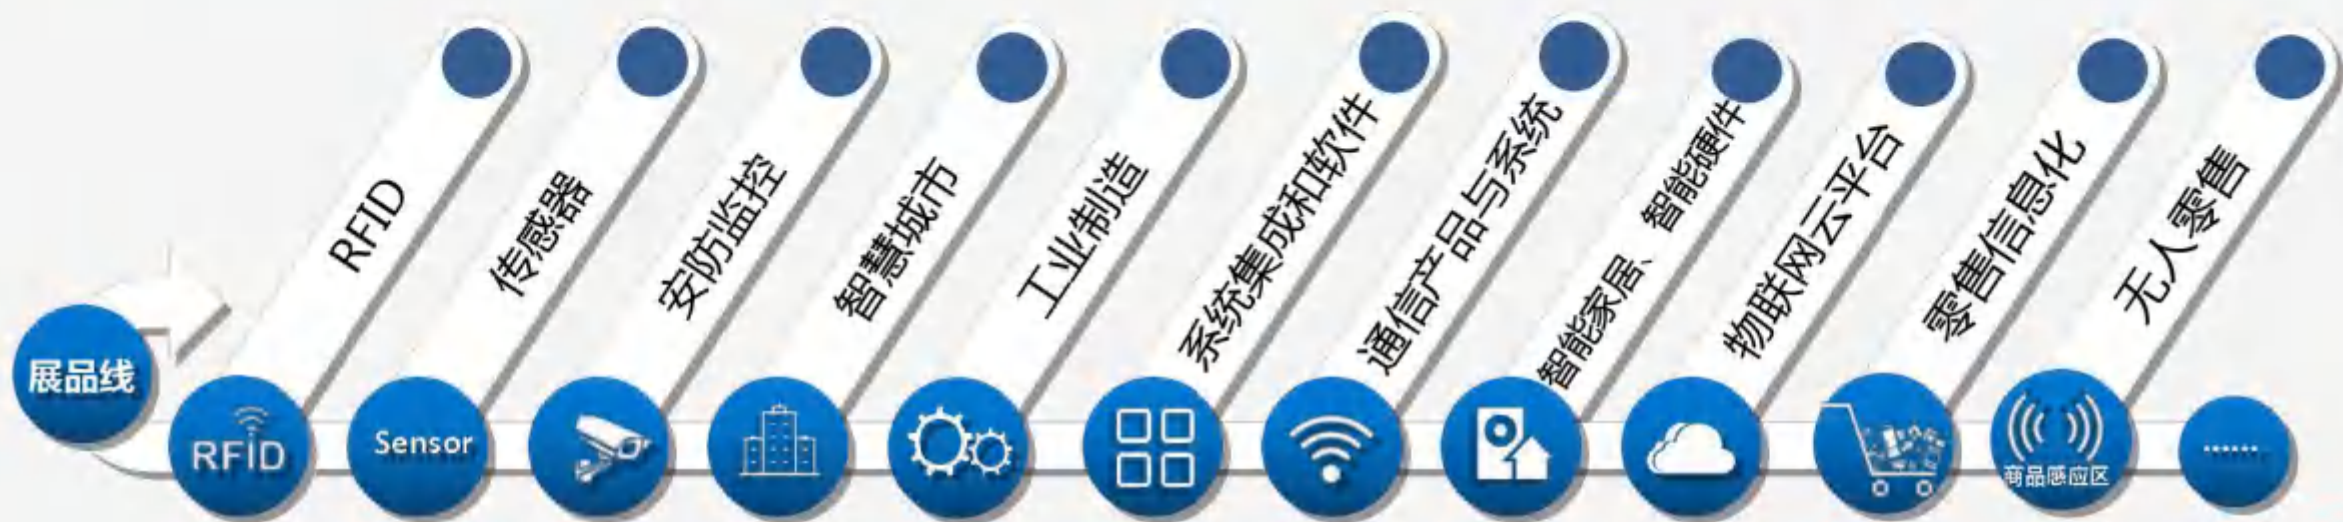 展品线
RFID
传感器
安防监控
智慧城市
工业制造
系统集成和软件
通信产品与系统
智能家居、智能硬件
物联网云平台
零售信息化
无人零售
RFID
Sensor
商品感应区
......